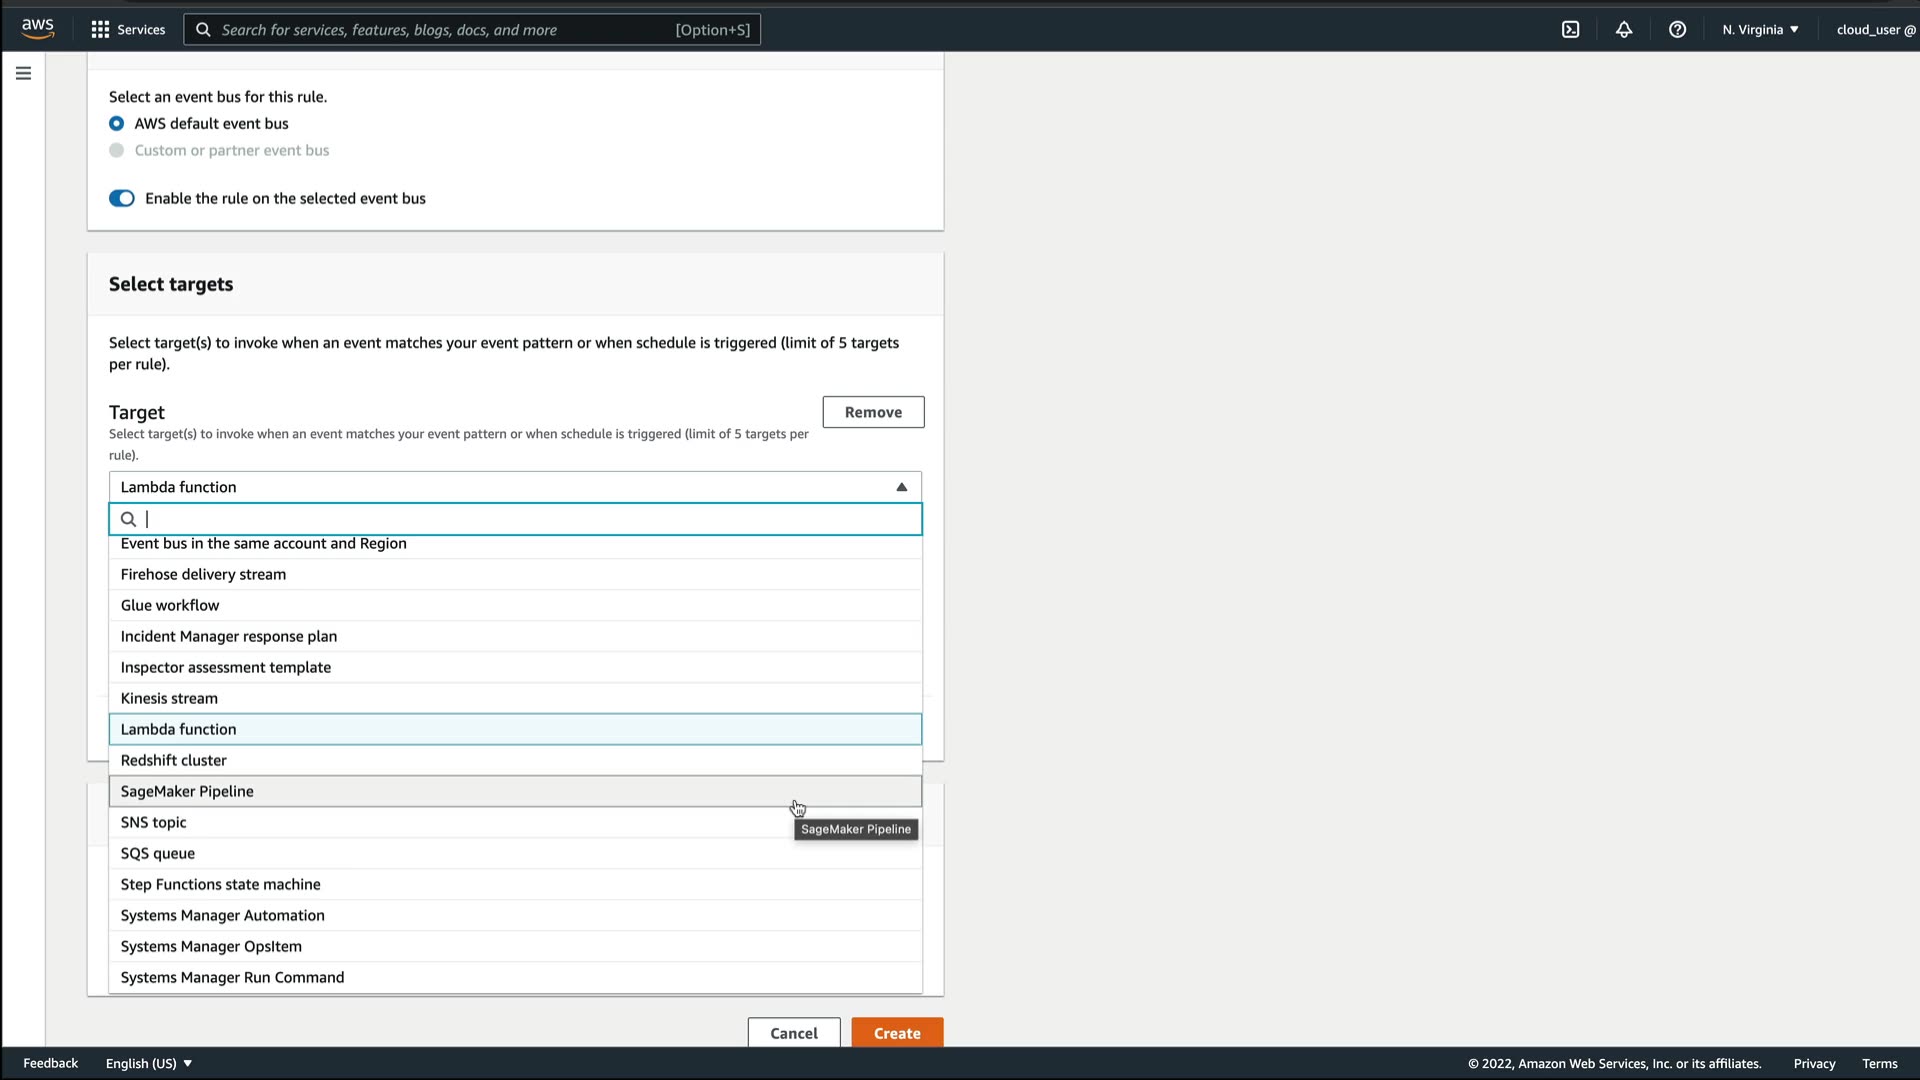 aws
Services
Search for services, features, blogs, docs, and more
[Option+S]
N. Virginia
cloud_user @
Select an event bus for this rule.
AWS default event bus
Custom or partner event bus
Enable the rule on the selected event bus
Select targets
Select target(s) to invoke when an event matches your event pattern or when schedule is triggered (limit of 5 targets
per rule).
Target
Remove
Select target(s) to invoke when an event matches your event pattern or when schedule is triggered (limit of 5 targets per
rule).
Lambda function
Event bus in the same account and Region
Firehose delivery stream
Glue workflow
Incident Manager response plan
Inspector assessment template
Kinesis stream
Lambda function
Redshift cluster
SageMaker Pipeline
SNS topic
SageMaker Pipeline
SQS queue
Step Functions state machine
Systems Manager Automation
Systems Manager OpsItem
Systems Manager Run Command
Cancel
Create
Feedback
English (US)
© 2022, Amazon Web Services, Inc. or its affiliates.
Privacy
Terms